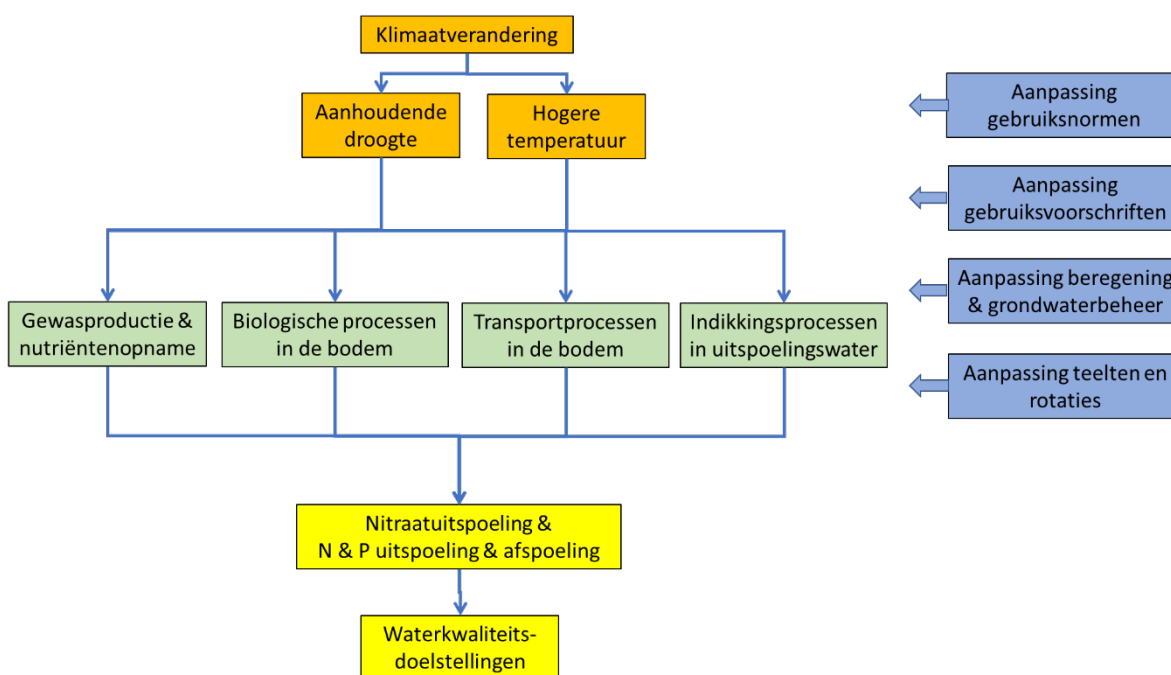 Klimaatverandering
Aanhoudende
droogte
Hogere
temperatuur
Aanpassing
gebruiksnormen
Aanpassing
gebruiksvoorschriften
Aanpassing beregening
& grondwaterbeheer
Aanpassing teelten en
rotaties
Gewasproductie &
nutriëntenopname
Biologische processen
in de bodem
Transportprocessen
in de bodem
Indikkingsprocessen
in uitspoelingswater
Nitraatuitspoeling &
N & P uitspoeling & afspoeling
Waterkwaliteits-
doelstellingen